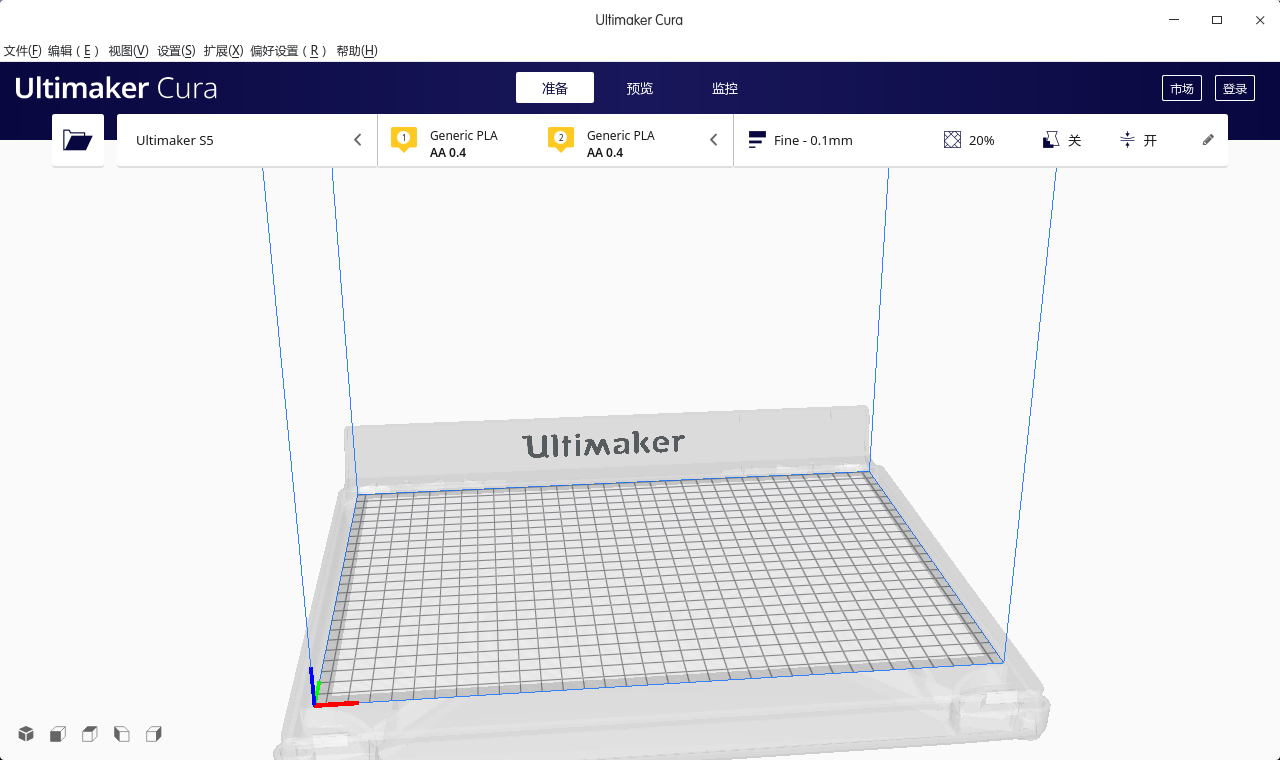 Ultimaker Cura
文件(F) 编辑 ( E ) 视图(V) 设置(S) 扩展(X) 偏好设置 ( R ) 帮助(H)
Ultimaker Cura 准备 预览 监控 市场 登录
Ultimaker S5
1 Generic PLA
AA 0.4
2 Generic PLA
AA 0.4
Fine - 0.1mm 20% 关 开
Ultimaker